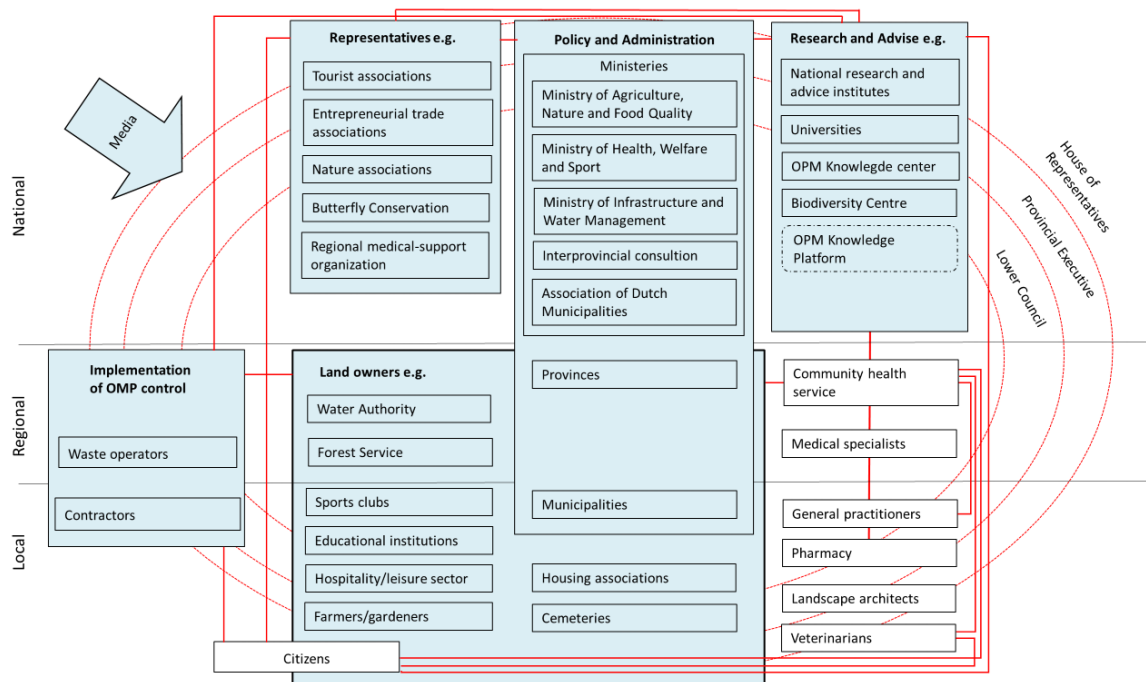 Representatives e.g.
Tourist associations
Entrepreneurial trade
associations
Nature associations
Butterfly Conservation
Regional medical-support
organization
Policy and Administration
Ministeries
Ministry of Agriculture,
Nature and Food Quality
Ministry of Health, Welfare
and Sport
Ministry of Infrastructure and
Water Management
Interprovincial consultion
Association of Dutch
Municipalities
Provinces
Municipalities
Research and Advise e.g.
National research and
advice institutes
Universities
OPM Knowlegde center
Biodiversity Centre
OPM Knowledge
Platform
Media
House of
Representatives
Provincial Executive
Lower Council
National
Regional
Local
Implementation
of OMP control
Waste operators
Contractors
Land owners e.g.
Water Authority
Forest Service
Sports clubs
Educational institutions
Hospitality/leisure sector
Farmers/gardeners
Housing associations
Cemeteries
Community health
service
Medical specialists
General practitioners
Pharmacy
Landscape architects
Veterinarians
Citizens